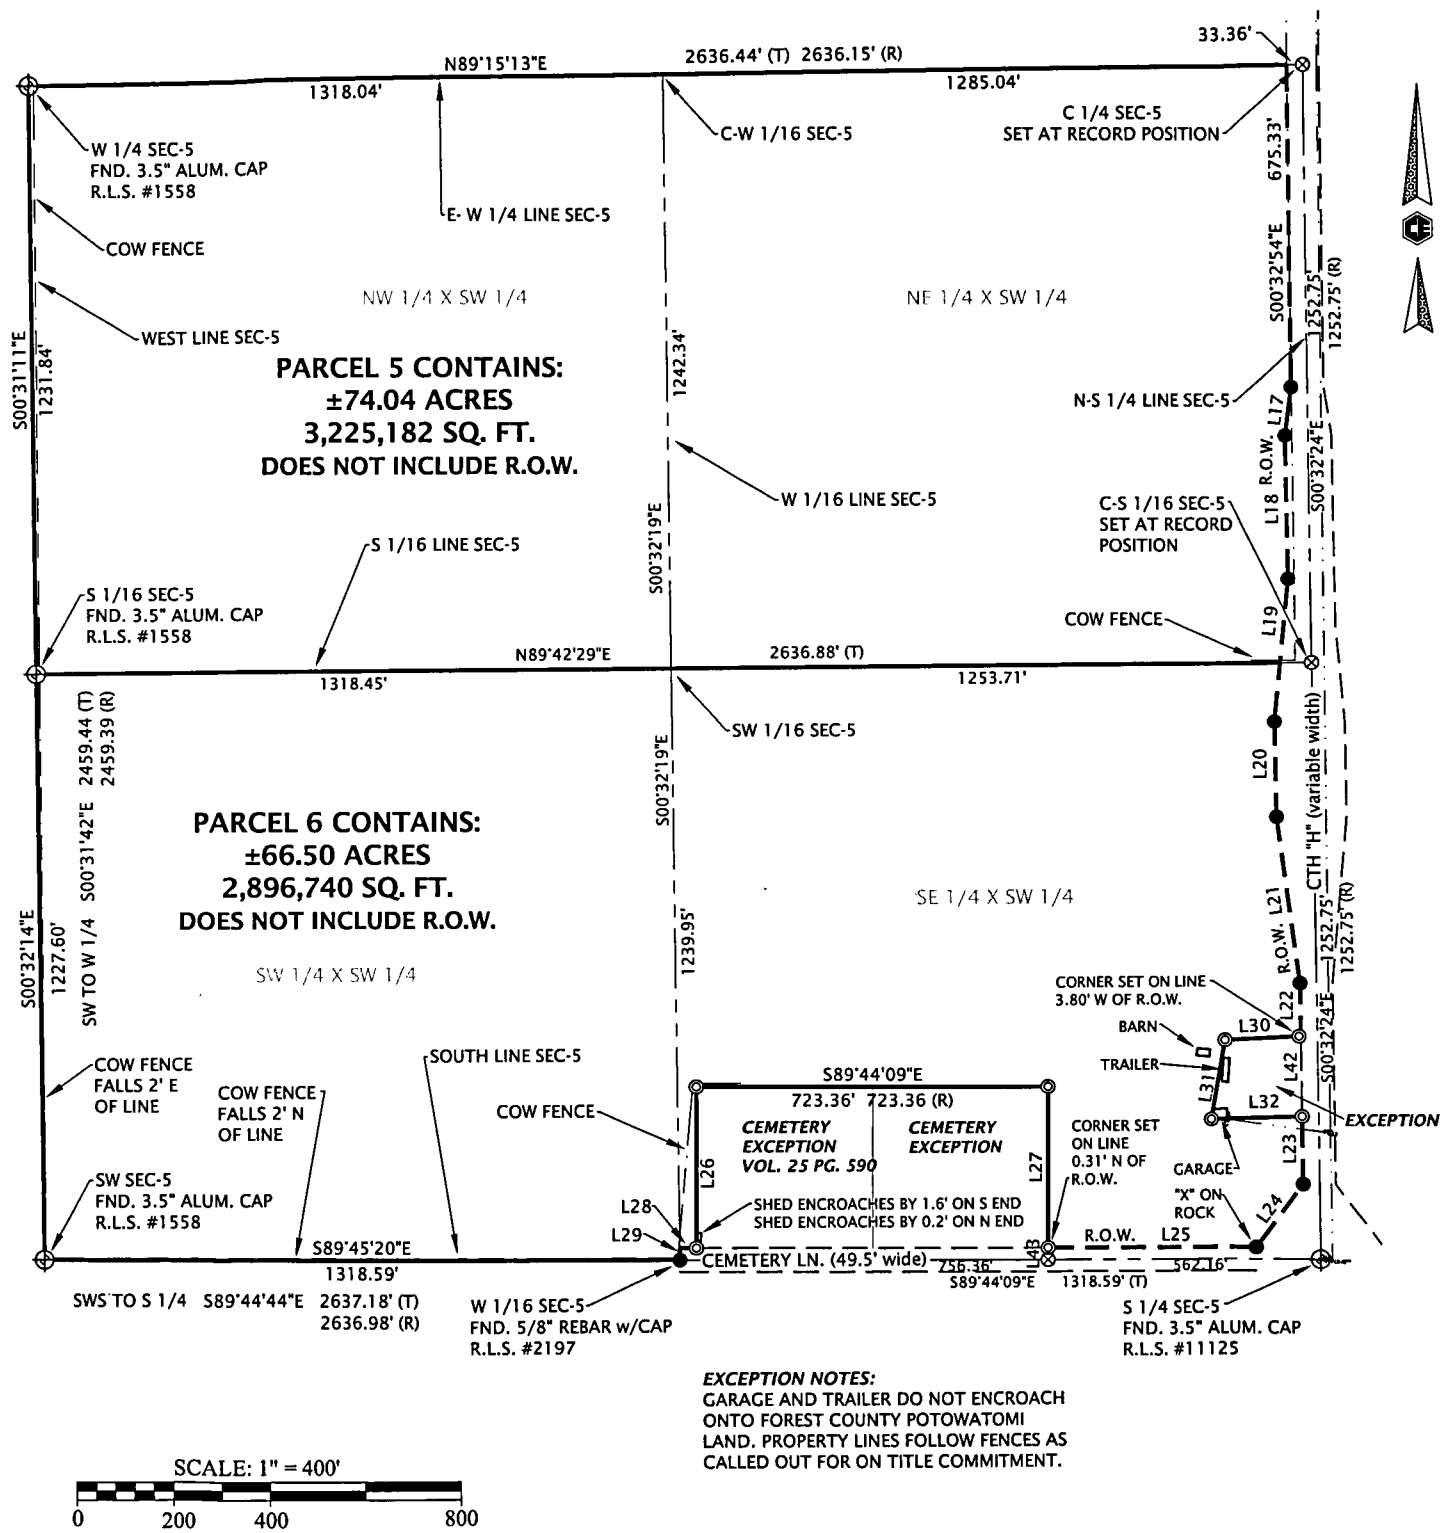 33.36'
N89°15'13"E
2636.44' (T) 2636.15' (R)
1318.04'
1285.04'
C 1/4 SEC-5
SET AT RECORD POSITION
C-W 1/16 SEC-5
W 1/4 SEC-5
FND. 3.5" ALUM. CAP
R.L.S. #1558
675.33'
E- W 1/4 LINE SEC-5
COW FENCE
S00°32'54"E
1252.75'
1252.75' (R)
CE
NW 1/4 X SW 1/4
NE 1/4 X SW 1/4
WEST LINE SEC-5
S00°31'11"E
1231.84'
1242.34'
PARCEL 5 CONTAINS:
±74.04 ACRES
3,225,182 SQ. FT.
DOES NOT INCLUDE R.O.W.
N-S 1/4 LINE SEC-5
L17
R.O.W.
L18
S00°32'24"E
W 1/16 LINE SEC-5
C-S 1/16 SEC-5
SET AT RECORD
POSITION
S 1/16 LINE SEC-5
S00°32'19"E
S 1/16 SEC-5
FND. 3.5" ALUM. CAP
R.L.S. #1558
COW FENCE
L19
N89°42'29"E
2636.88' (T)
1318.45'
1253.71'
SW 1/16 SEC-5
2459.44 (T)
2459.39 (R)
SW TO W 1/4 S00°31'42"E
S00°32'19"E
L20
CTH "H" (variable width)
PARCEL 6 CONTAINS:
±66.50 ACRES
2,896,740 SQ. FT.
DOES NOT INCLUDE R.O.W.
SE 1/4 X SW 1/4
SW 1/4 X SW 1/4
S00°32'14"E
1227.60'
1239.95'
R.O.W. L21
1252.75'
1252.75' (R)
S00°32'24"E
CORNER SET ON LINE
3.80' W OF R.O.W.
L22
BARN
L30
TRAILER
L31
L42
L32
EXCEPTION
COW FENCE
FALLS 2' E
OF LINE
SOUTH LINE SEC-5
COW FENCE
FALLS 2' N
OF LINE
COW FENCE
S89°44'09"E
723.36' 723.36 (R)
CEMETERY
EXCEPTION
VOL. 25 PG. 590
CEMETERY
EXCEPTION
L26
L27
CORNER SET
ON LINE
0.31' N OF
R.O.W.
GARAGE
L23
"X" ON
ROCK
L24
SW SEC-5
FND. 3.5" ALUM. CAP
R.L.S. #1558
SHED ENCROACHES BY 1.6' ON S END
SHED ENCROACHES BY 0.2' ON N END
L28
L29
R.O.W. L25
S89°45'20"E
1318.59'
CEMETERY LN. (49.5' wide)
756.36'
L43
562.16'
S89°44'09"E 1318.59' (T)
SWS TO S 1/4 S89°44'44"E 2637.18' (T)
2636.98' (R)
W 1/16 SEC-5
FND. 5/8" REBAR w/CAP
R.L.S. #2197
S 1/4 SEC-5
FND. 3.5" ALUM. CAP
R.L.S. #11125
EXCEPTION NOTES:
GARAGE AND TRAILER DO NOT ENCROACH
ONTO FOREST COUNTY POTOWATOMI
LAND. PROPERTY LINES FOLLOW FENCES AS
CALLED OUT FOR ON TITLE COMMITMENT.
SCALE: 1" = 400'
0 200 400 800